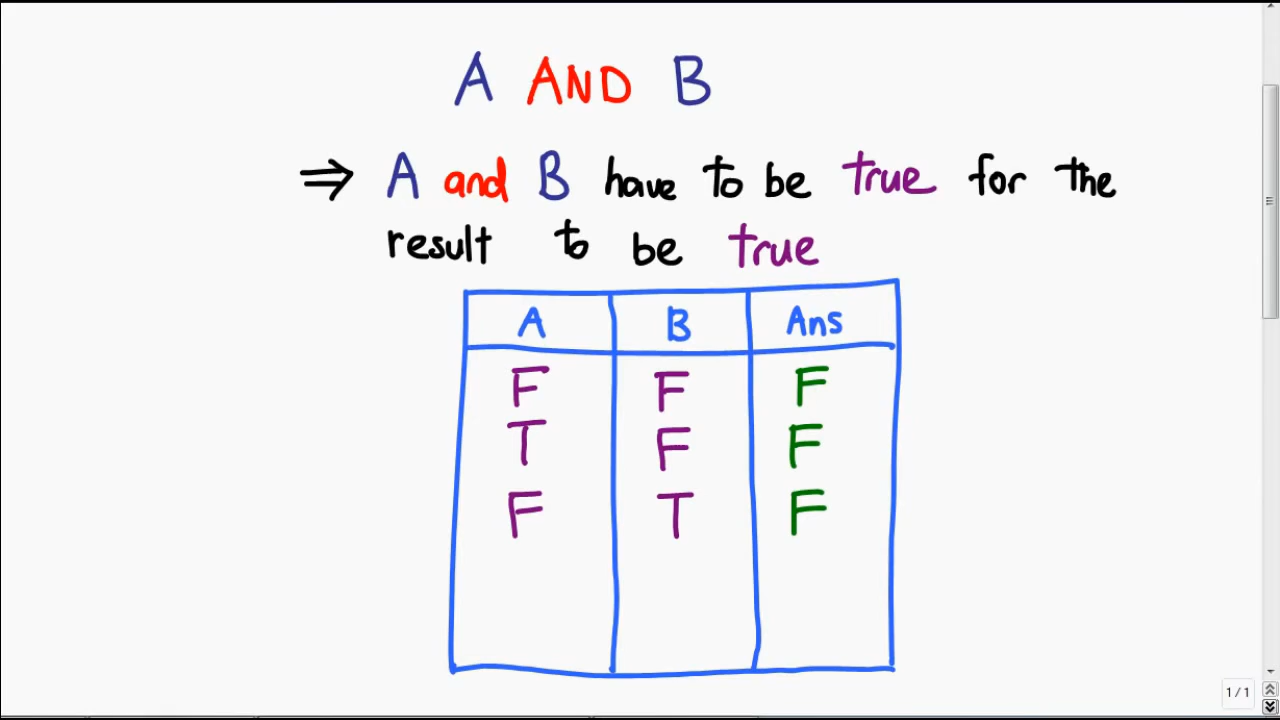 A AND B
⇒ A and B have to be true for the
result to be true
A B Ans
F F F
T F F
F T F
1 / 1